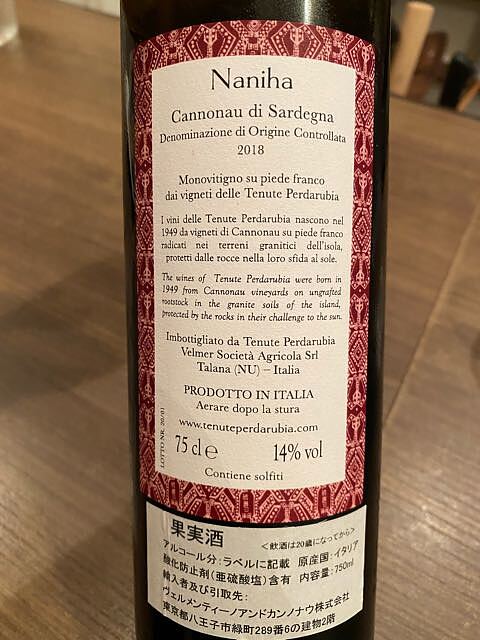 Naniha
Cannonau di Sardegna
Denominazione di Origine Controllata
2018
Monovitigno su piede franco
dai vigneti delle Tenute Perdarubia
I vini delle Tenute Perdarubia nascono nel
1949 da vigneti di Cannonau su piede franco
radicati nei terreni granitici dell'isola,
protetti dalle rocce nella loro sfida al sole.
The wines of Tenute Perdarubia were born in
1949 from Cannonau vineyards on ungrafted
rootstock in the granite soils of the island,
protected by the rocks in their challenge to the sun.
Imbottigliato da Tenute Perdarubia
Velmer Società Agricola Srl
Talana (NU) – Italia
PRODOTTO IN ITALIA
Aerare dopo la stura
www.tenuteperdarubia.com
75 cl e 14% vol
Contiene solfiti
LOTTO NR. 20/01
果実酒 <飲酒は20歳になってから>
アルコール分:ラベルに記載 原産国:イタリア
酸化防止剤(亜硫酸塩)含有 内容量:750ml
輸入者及び引取先:
ヴェルメンティーノアンドカンノナウ株式会社
東京都八王子市緑町289番6の建物2階